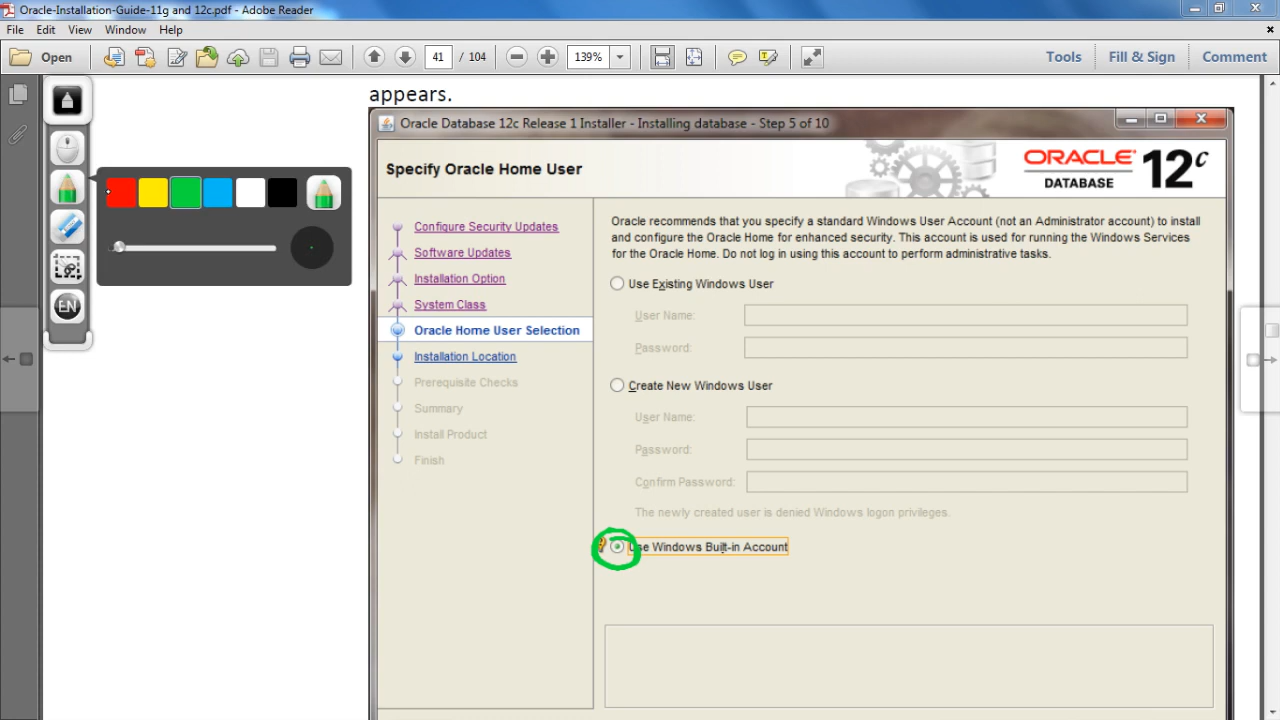 Oracle-Installation-Guide-11g and 12c.pdf - Adobe Reader
File Edit View Window Help
Open 41 / 104 139% Tools Fill & Sign Comment
appears.
Oracle Database 12c Release 1 Installer - Installing database - Step 5 of 10
Specify Oracle Home User
ORACLE
DATABASE 12c
Configure Security Updates
Software Updates
Installation Option
System Class
Oracle Home User Selection
Installation Location
Prerequisite Checks
Summary
Install Product
Finish
Oracle recommends that you specify a standard Windows User Account (not an Administrator account) to install
and configure the Oracle Home for enhanced security. This account is used for running the Windows Services
for the Oracle Home. Do not log in using this account to perform administrative tasks.
Use Existing Windows User
User Name:
Password:
Create New Windows User
User Name:
Password:
Confirm Password:
The newly created user is denied Windows logon privileges.
Use Windows Built-in Account
EN